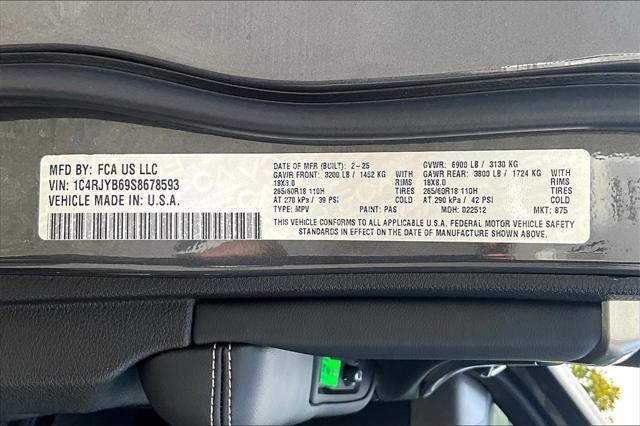 MFD BY: FCA US LLC
VIN: 1C4RJYB69S8678593
VEHICLE MADE IN U.S.A.
DATE OF MFR (BUILT): 2-25 GVWR: 6900 LB / 3130 KG
GAWR FRONT: 3200 LB / 1452 KG GAWR REAR: 3800 LB / 1724 KG
18X8.0 RIMS 18X8.0 RIMS
265/60R18 110H TIRES 265/60R18 110H TIRES
AT 270 kPa / 39 PSI COLD AT 290 kPa / 42 PSI COLD
TYPE: MPV PAINT: PAS MDH: 022512 MKT: 875
THIS VEHICLE CONFORMS TO ALL APPLICABLE U.S.A. FEDERAL MOTOR VEHICLE SAFETY
STANDARDS IN EFFECT ON THE DATE OF MANUFACTURE SHOWN ABOVE.